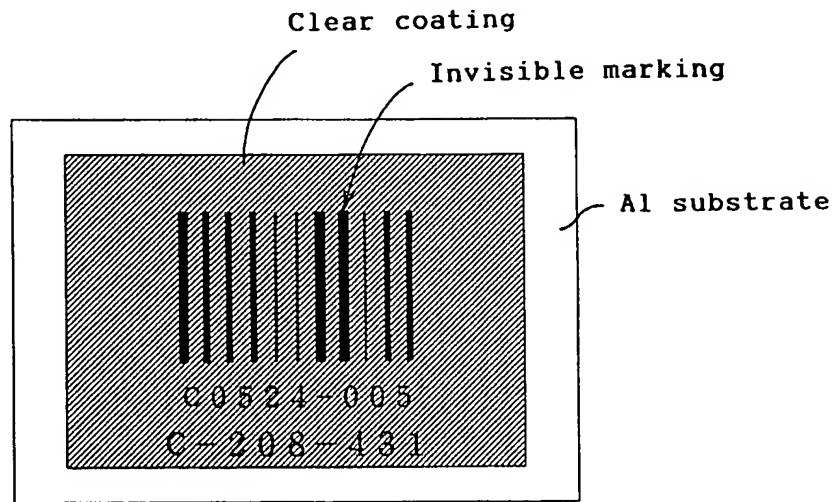 Clear coating
Invisible marking
Al substrate
C0524-005
C-208-431